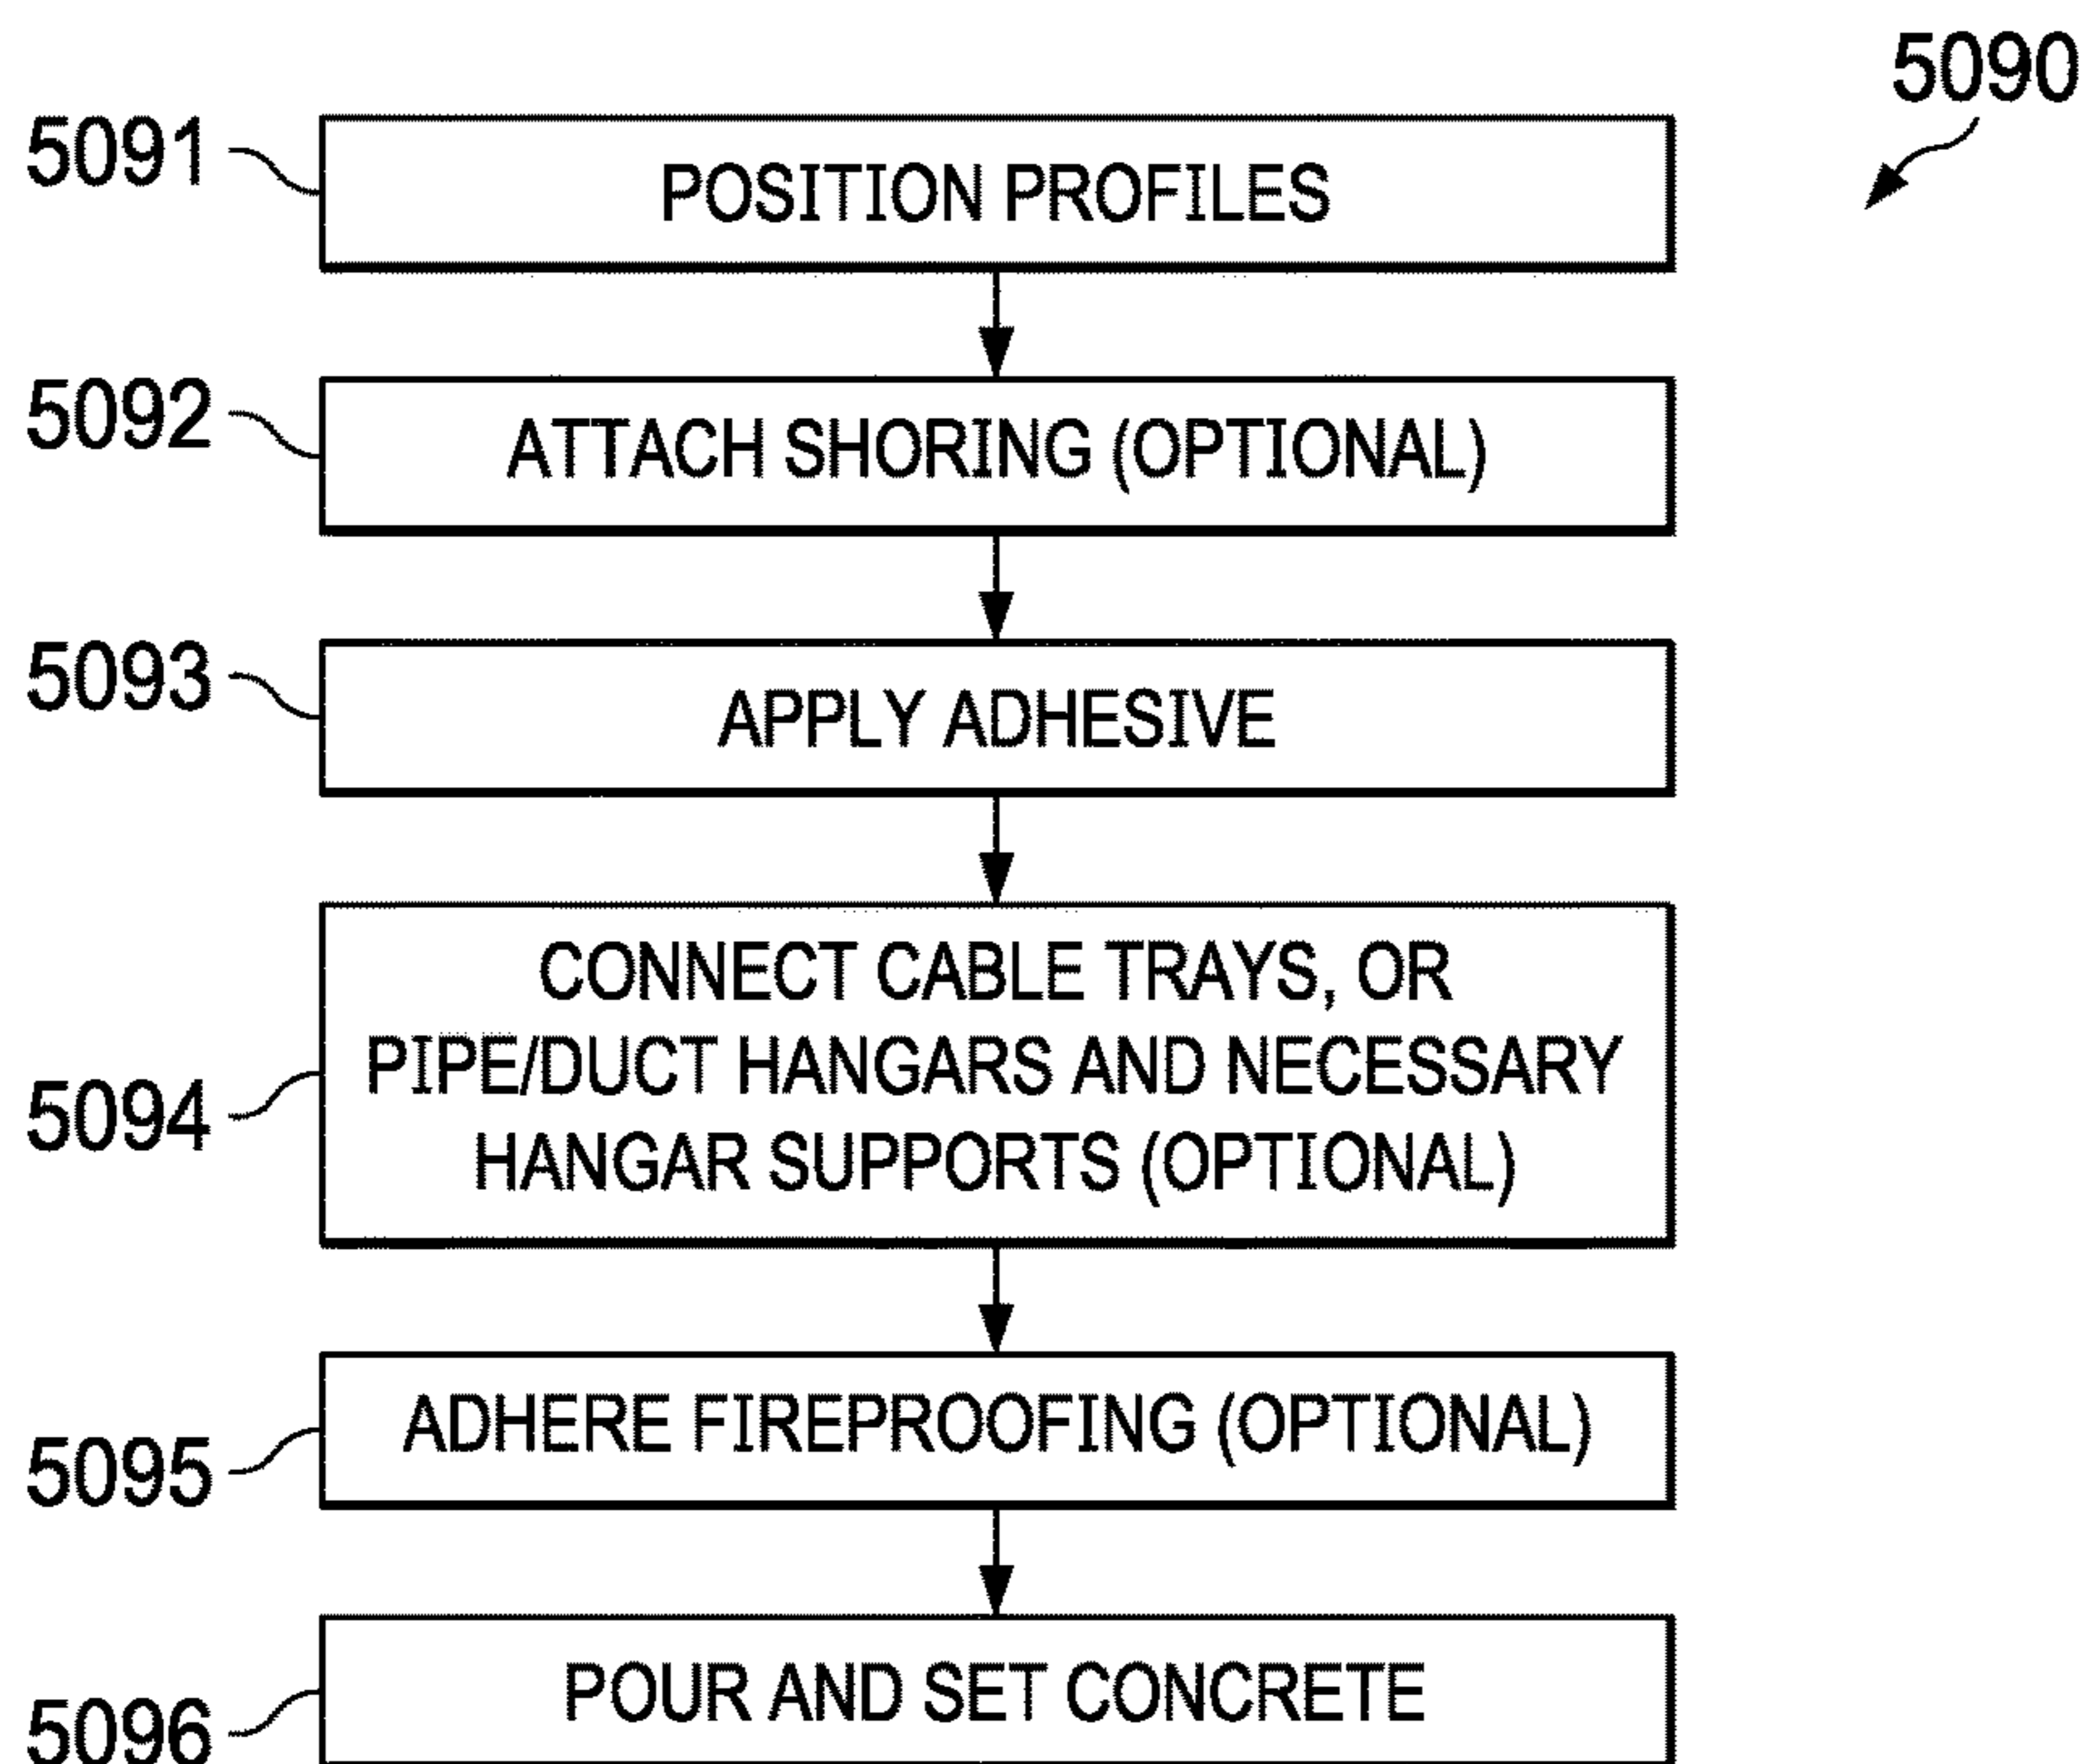 5090
5091
POSITION PROFILES
5092
ATTACH SHORING (OPTIONAL)
5093
APPLY ADHESIVE
5094
CONNECT CABLE TRAYS, OR
PIPE/DUCT HANGARS AND NECESSARY
HANGAR SUPPORTS (OPTIONAL)
5095
ADHERE FIREPROOFING (OPTIONAL)
5096
POUR AND SET CONCRETE